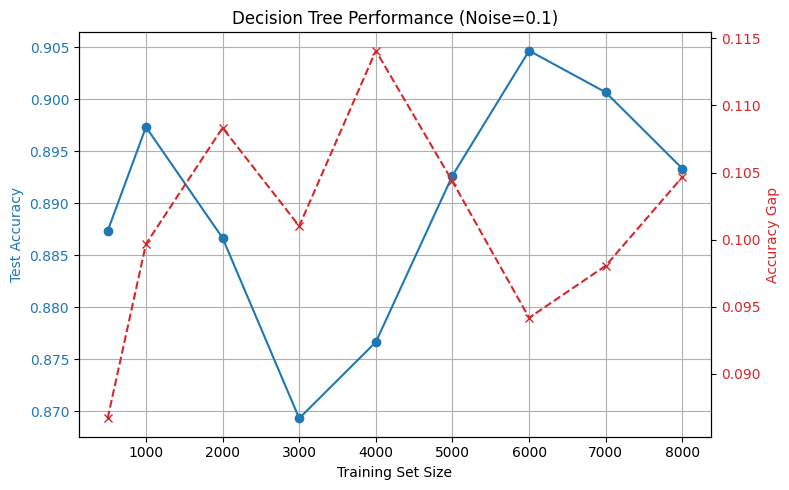 Decision Tree Performance (Noise=0.1)
0.905
0.900
0.895
0.890
0.885
0.880
0.875
0.870
Test Accuracy
0.115
0.110
0.105
0.100
0.095
0.090
Accuracy Gap
1000 2000 3000 4000 5000 6000 7000 8000
Training Set Size